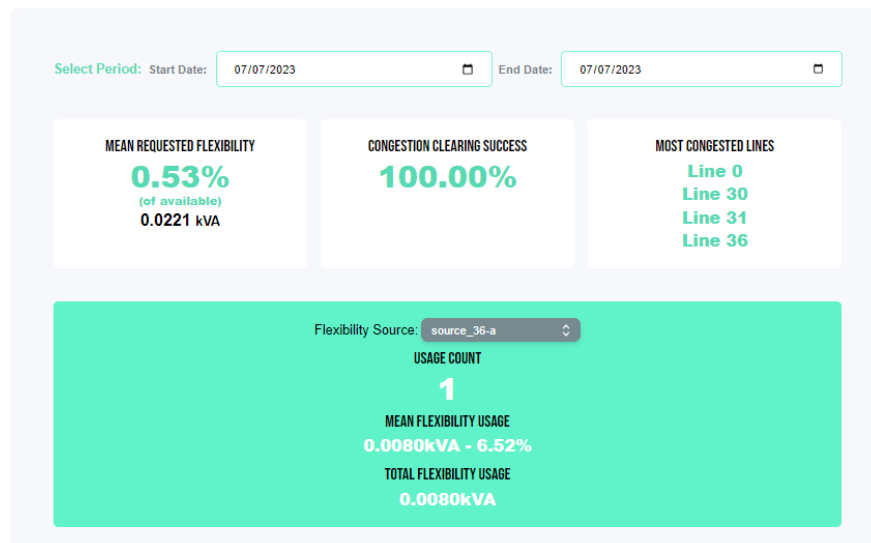 Select Period: Start Date: 07/07/2023 End Date: 07/07/2023
MEAN REQUESTED FLEXIBILITY
0.53%
(of available)
0.0221 kVA
CONGESTION CLEARING SUCCESS
100.00%
MOST CONGESTED LINES
Line 0
Line 30
Line 31
Line 36
Flexibility Source: source_36-a
USAGE COUNT
1
MEAN FLEXIBILITY USAGE
0.0080kVA - 6.52%
TOTAL FLEXIBILITY USAGE
0.0080kVA